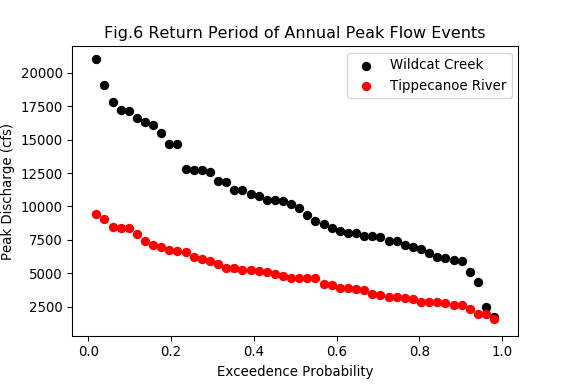 Fig.6 Return Period of Annual Peak Flow Events
Wildcat Creek
Tippecanoe River
Peak Discharge (cfs)
20000
17500
15000
12500
10000
7500
5000
2500
0.0 0.2 0.4 0.6 0.8 1.0
Exceedence Probability